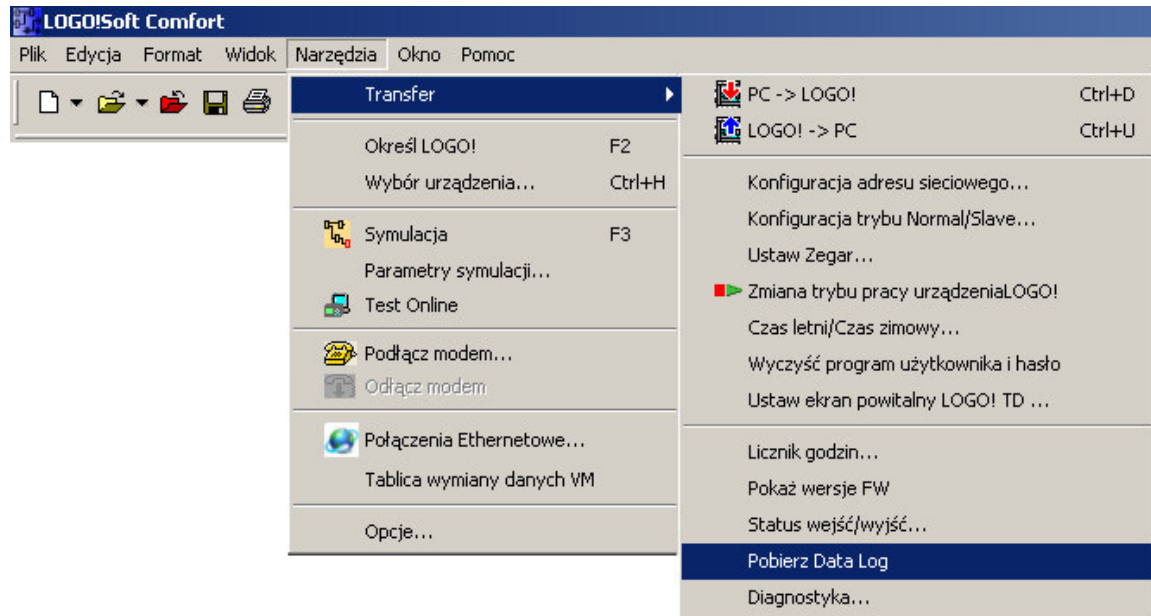 LOGO!Soft Comfort
Plik Edycja Format Widok Narzędzia Okno Pomoc
Transfer
Określ LOGO! F2
Wybór urządzenia... Ctrl+H
Symulacja F3
Parametry symulacji...
Test Online
Podłącz modem...
Odłącz modem
Połączenia Ethernetowe...
Tablica wymiany danych VM
Opcje...
PC -> LOGO! Ctrl+D
LOGO! -> PC Ctrl+U
Konfiguracja adresu sieciowego...
Konfiguracja trybu Normal/Slave...
Ustaw Zegar...
Zmiana trybu pracy urządzeniaLOGO!
Czas letni/Czas zimowy...
Wyczyść program użytkownika i hasło
Ustaw ekran powitalny LOGO! TD ...
Licznik godzin...
Pokaż wersje FW
Status wejść/wyjść...
Pobierz Data Log
Diagnostyka...